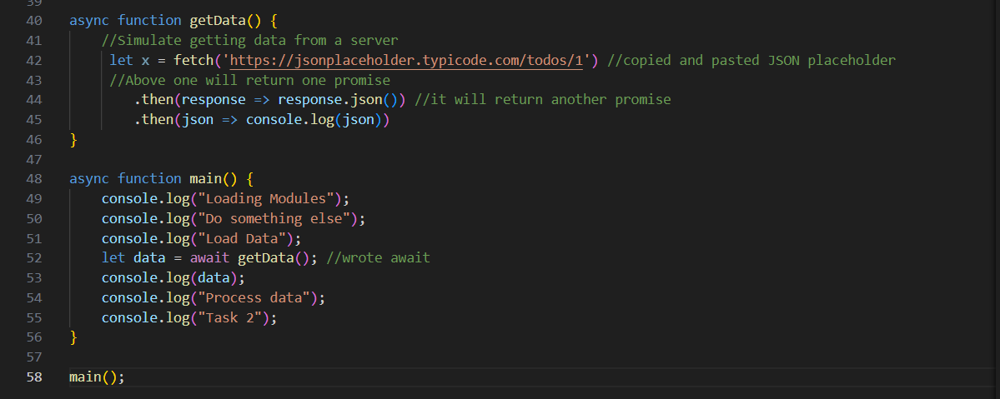 39
40 async function getData() {
41 //Simulate getting data from a server
42 let x = fetch('https://jsonplaceholder.typicode.com/todos/1') //copied and pasted JSON placeholder
43 //Above one will return one promise
44 .then(response => response.json()) //it will return another promise
45 .then(json => console.log(json))
46 }
47
48 async function main() {
49 console.log("Loading Modules");
50 console.log("Do something else");
51 console.log("Load Data");
52 let data = await getData(); //wrote await
53 console.log(data);
54 console.log("Process data");
55 console.log("Task 2");
56 }
57
58 main();